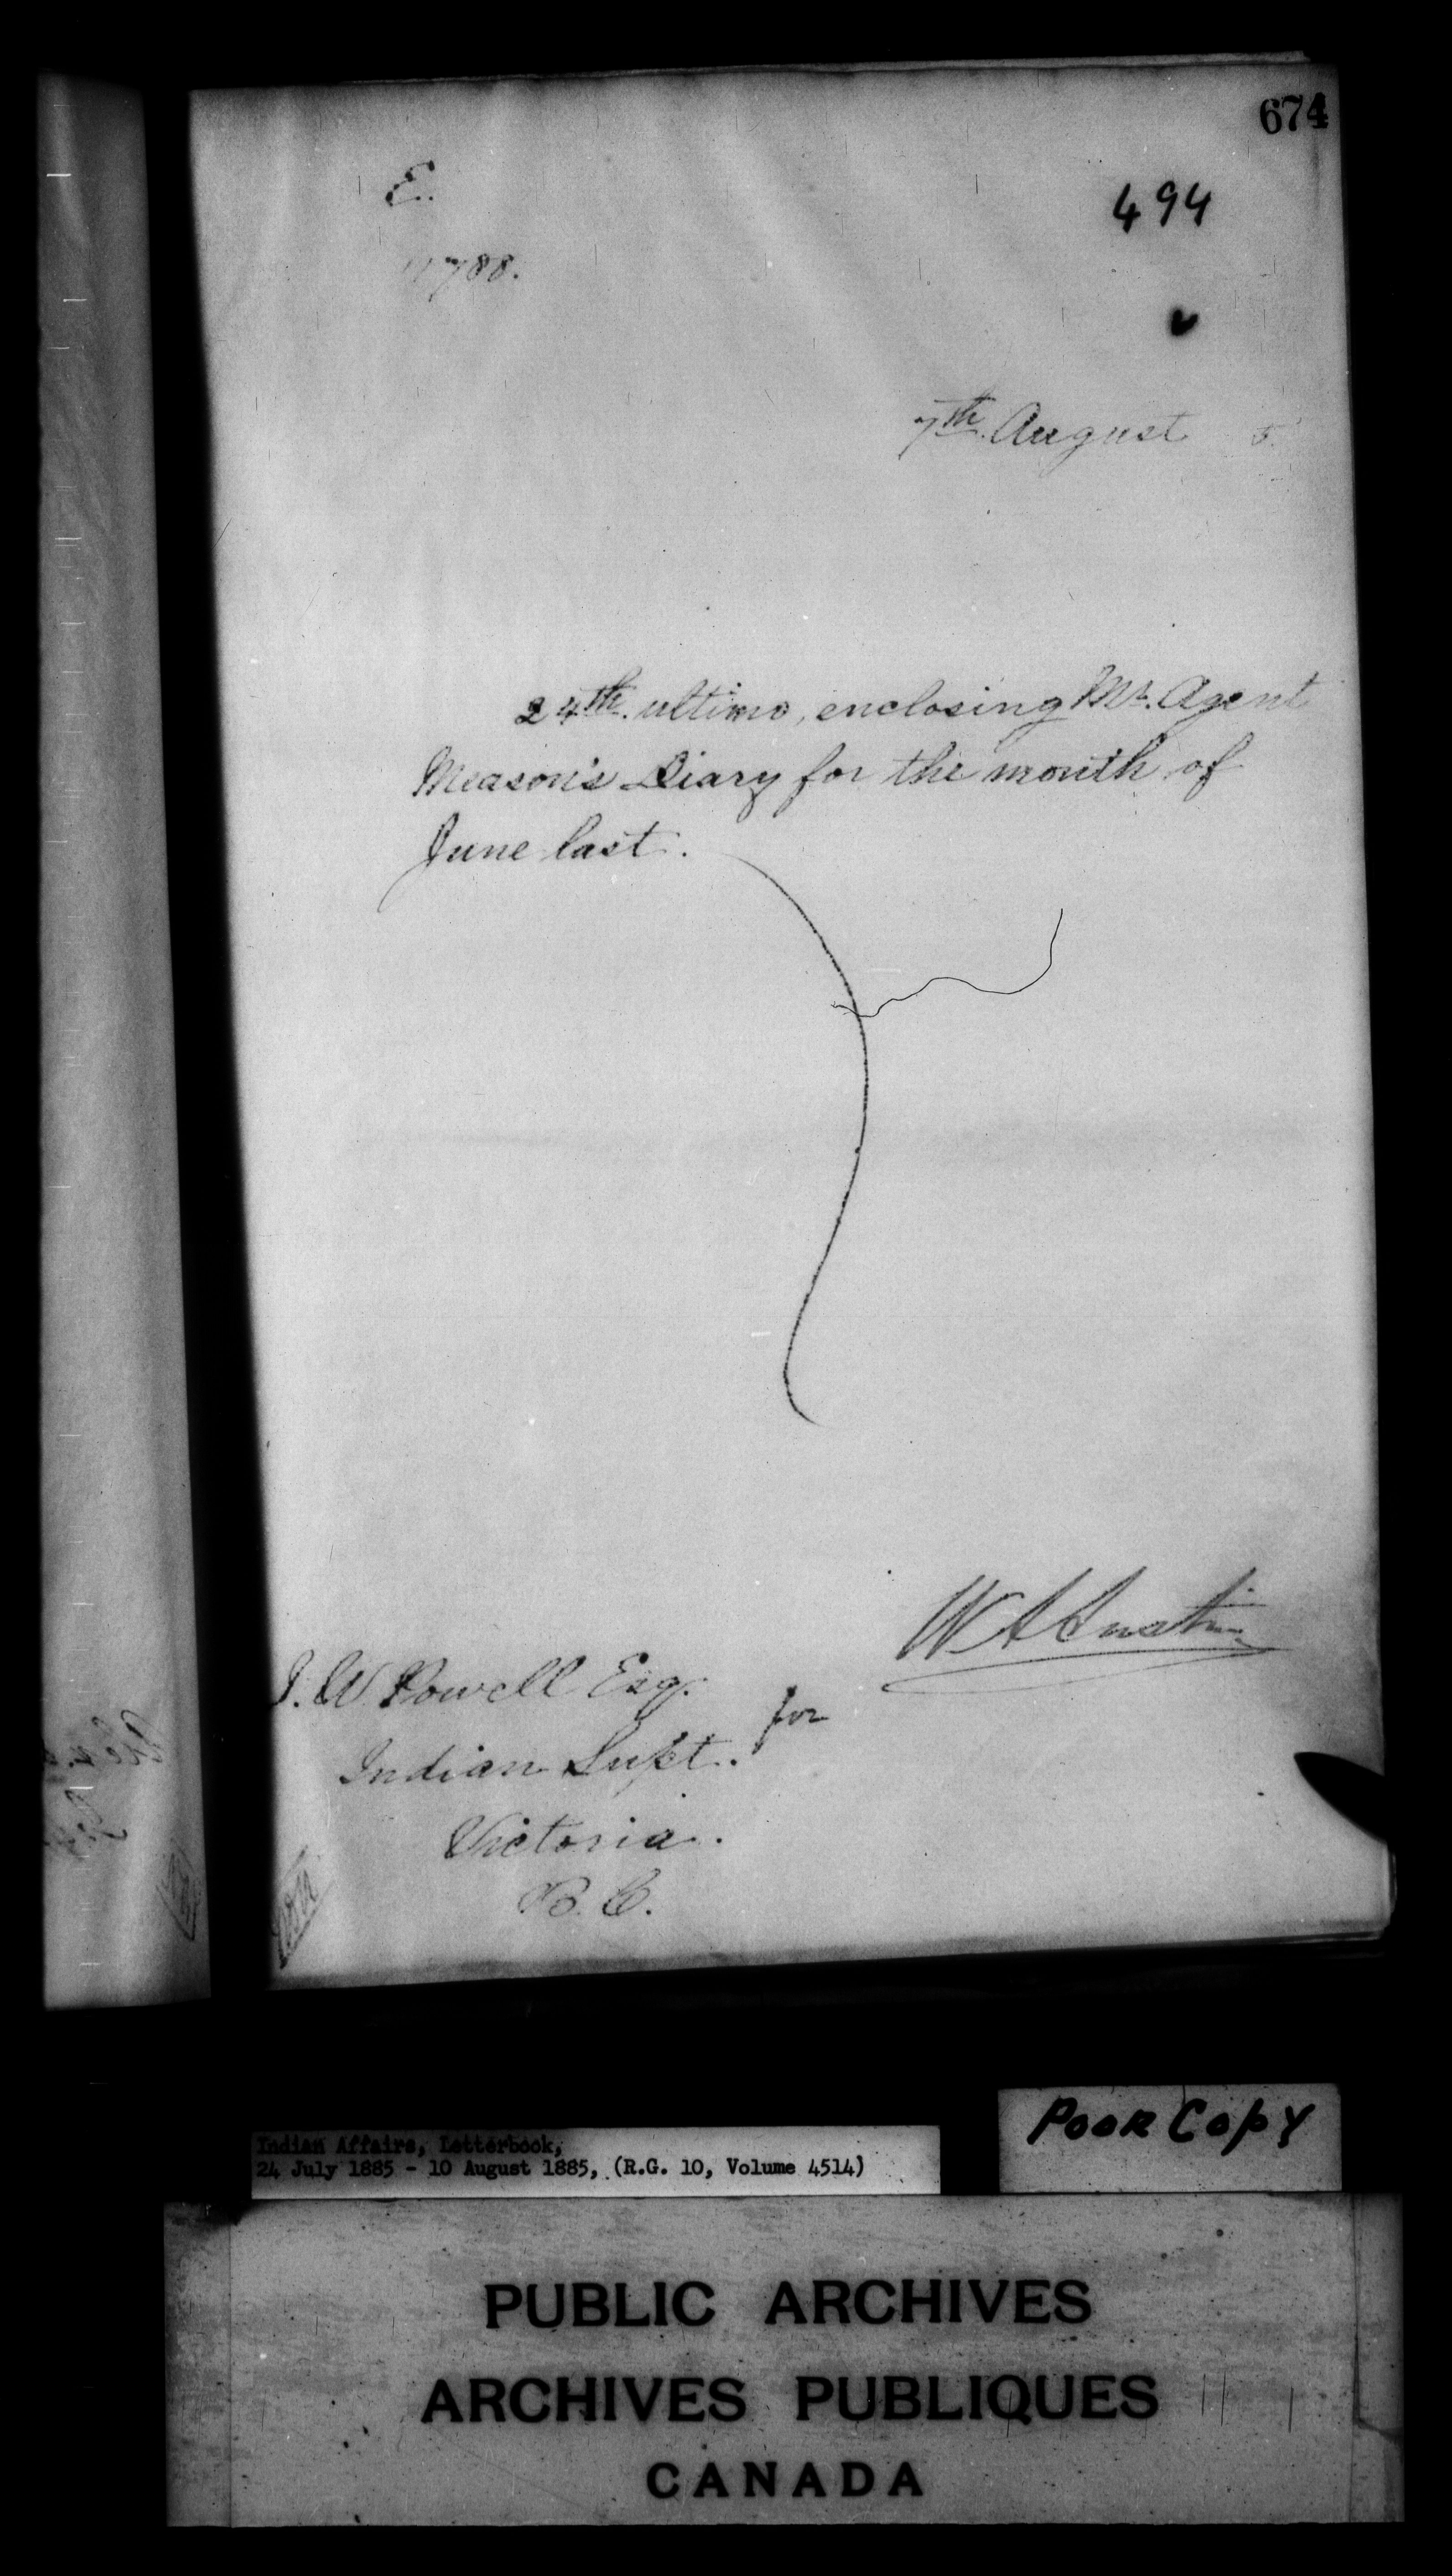 674
E.
494
7th August 5.
24th ultimo, enclosing Mr. Agent
Meason's Diary for the month of
June last.
W A Austin
I. W. Powell Esq.
for
Indian Supt.
Victoria.
B. C.
Poor Copy
Indian Affairs, Letterbook,
24 July 1885 - 10 August 1885, (R.G. 10, Volume 4514)
PUBLIC ARCHIVES
ARCHIVES PUBLIQUES
CANADA